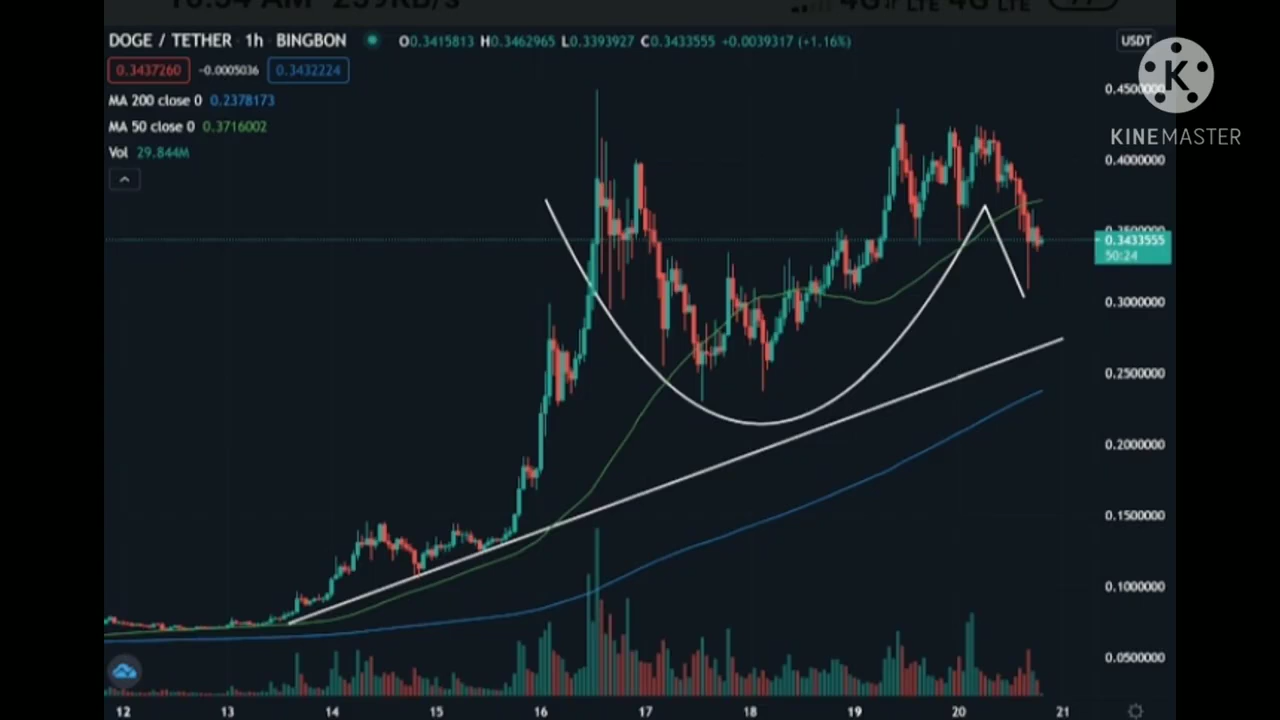 DOGE / TETHER 1h BINGBON O0.3415813 H0.3462965 L0.3393927 C0.3433555 +0.0039317 (+1.16%)
USDT
0.3437260 -0.0005036 0.3432224
MA 200 close 0 0.2378173
MA 50 close 0 0.3716002
Vol 29.844M
K
KINEMASTER
0.4500000
0.4000000
0.3500000
0.3433555
50:24
0.3000000
0.2500000
0.2000000
0.1500000
0.1000000
0.0500000
12 13 14 15 16 17 18 19 20 21